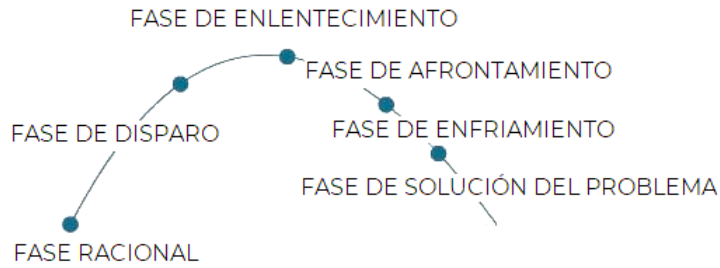 FASE DE ENLENTECIMIENTO
FASE DE AFRONTAMIENTO
FASE DE DISPARO
FASE DE ENFRIAMIENTO
FASE DE SOLUCIÓN DEL PROBLEMA
FASE RACIONAL